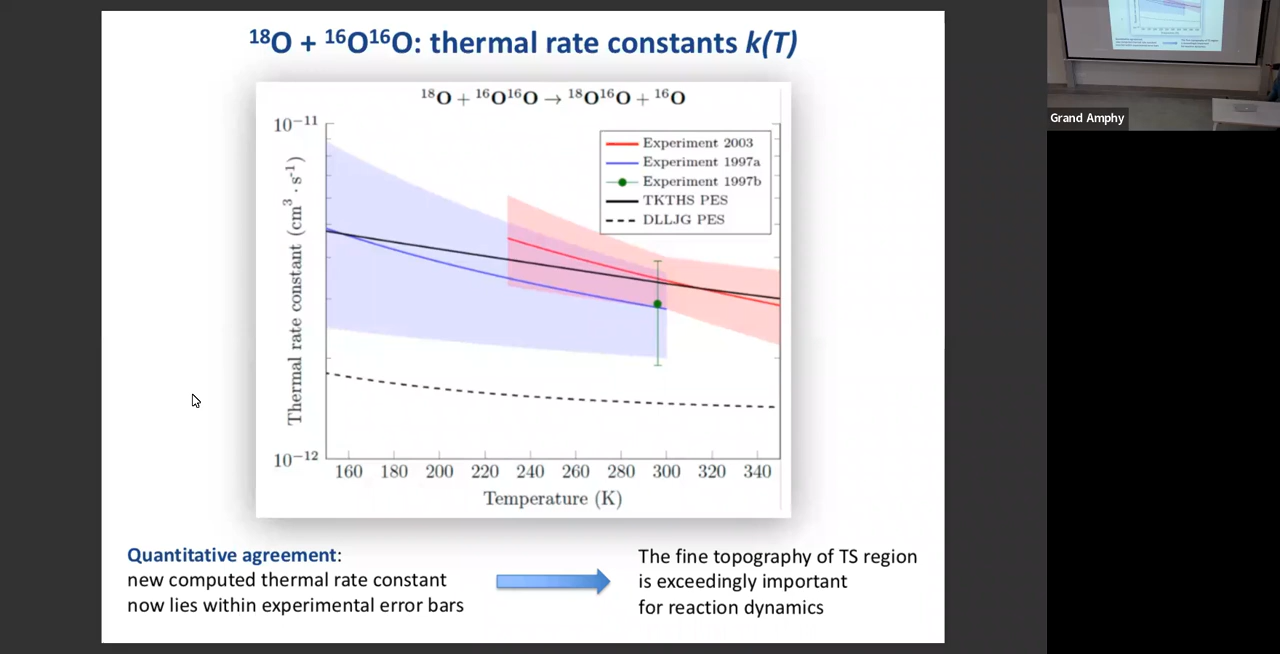 ¹⁸O + ¹⁶O¹⁶O: thermal rate constants k(T)
¹⁸O + ¹⁶O¹⁶O → ¹⁸O¹⁶O + ¹⁶O
10⁻¹¹
Thermal rate constant (cm³ · s⁻¹)
10⁻¹²
Experiment 2003
Experiment 1997a
Experiment 1997b
TKTHS PES
DLLJG PES
160 180 200 220 240 260 280 300 320 340
Temperature (K)
Quantitative agreement:
new computed thermal rate constant
now lies within experimental error bars
The fine topography of TS region
is exceedingly important
for reaction dynamics
Grand Amphy